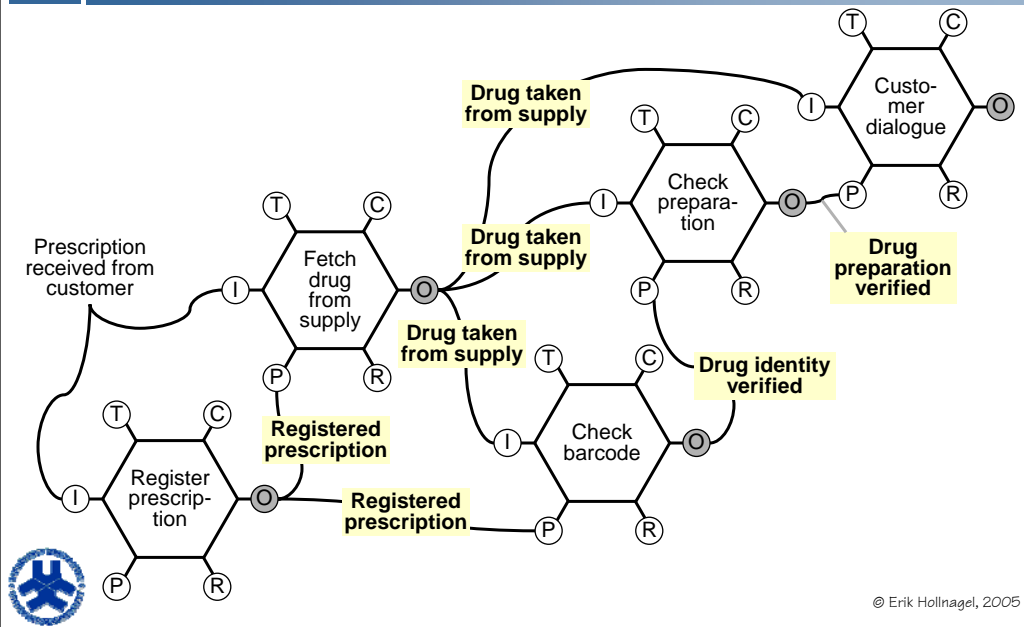 T
C
Custo-
mer
dialogue
I
O
P
R
Drug taken
from supply
T
C
Check
prepara-
tion
I
O
P
R
Drug
preparation
verified
Drug taken
from supply
T
C
Fetch
drug
from
supply
I
O
P
R
Prescription
received from
customer
Drug taken
from supply
T
C
Check
barcode
I
O
P
R
Drug identity
verified
Registered
prescription
T
C
Register
prescrip-
tion
I
O
P
R
Registered
prescription
© Erik Hollnagel, 2005